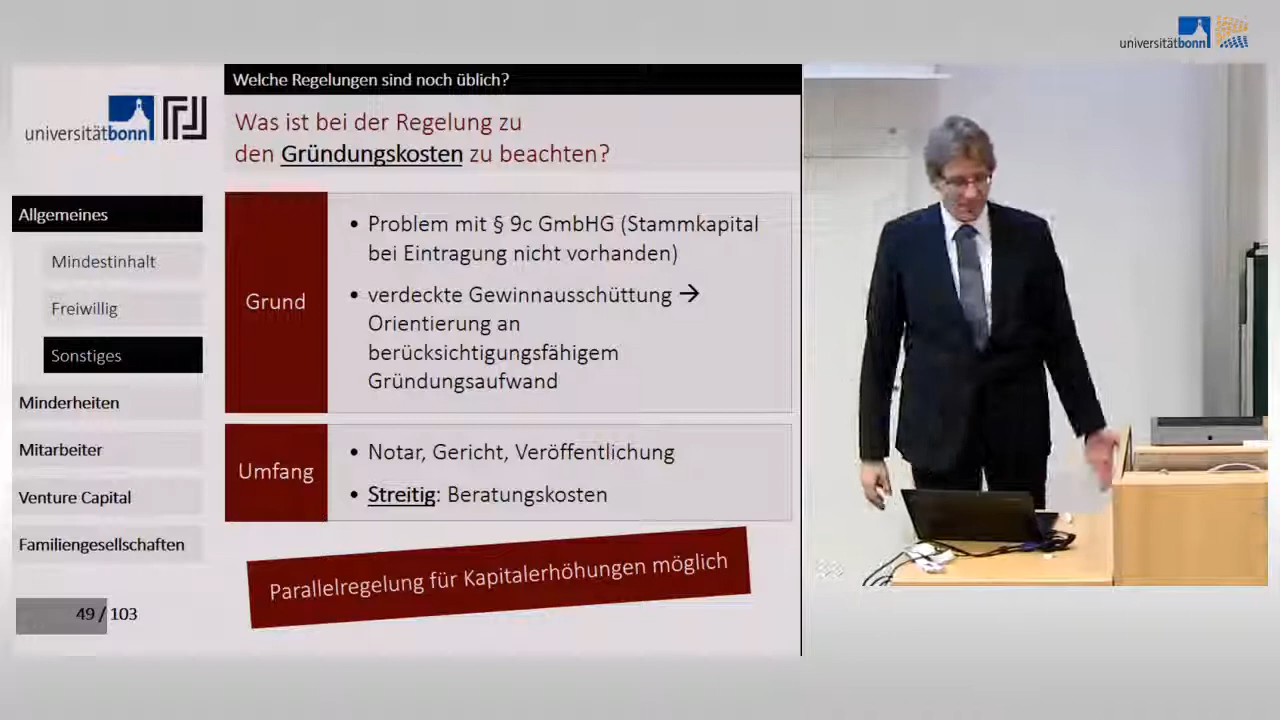 universitätbonn
Welche Regelungen sind noch üblich?
universitätbonn
Was ist bei der Regelung zu
den Gründungskosten zu beachten?
Allgemeines
Mindestinhalt
Freiwillig
Sonstiges
Minderheiten
Mitarbeiter
Venture Capital
Familiengesellschaften
49 / 103
Grund
• Problem mit § 9c GmbHG (Stammkapital
bei Eintragung nicht vorhanden)
• verdeckte Gewinnausschüttung →
Orientierung an
berücksichtigungsfähigem
Gründungsaufwand
Umfang
• Notar, Gericht, Veröffentlichung
• Streitig: Beratungskosten
Parallelregelung für Kapitalerhöhungen möglich